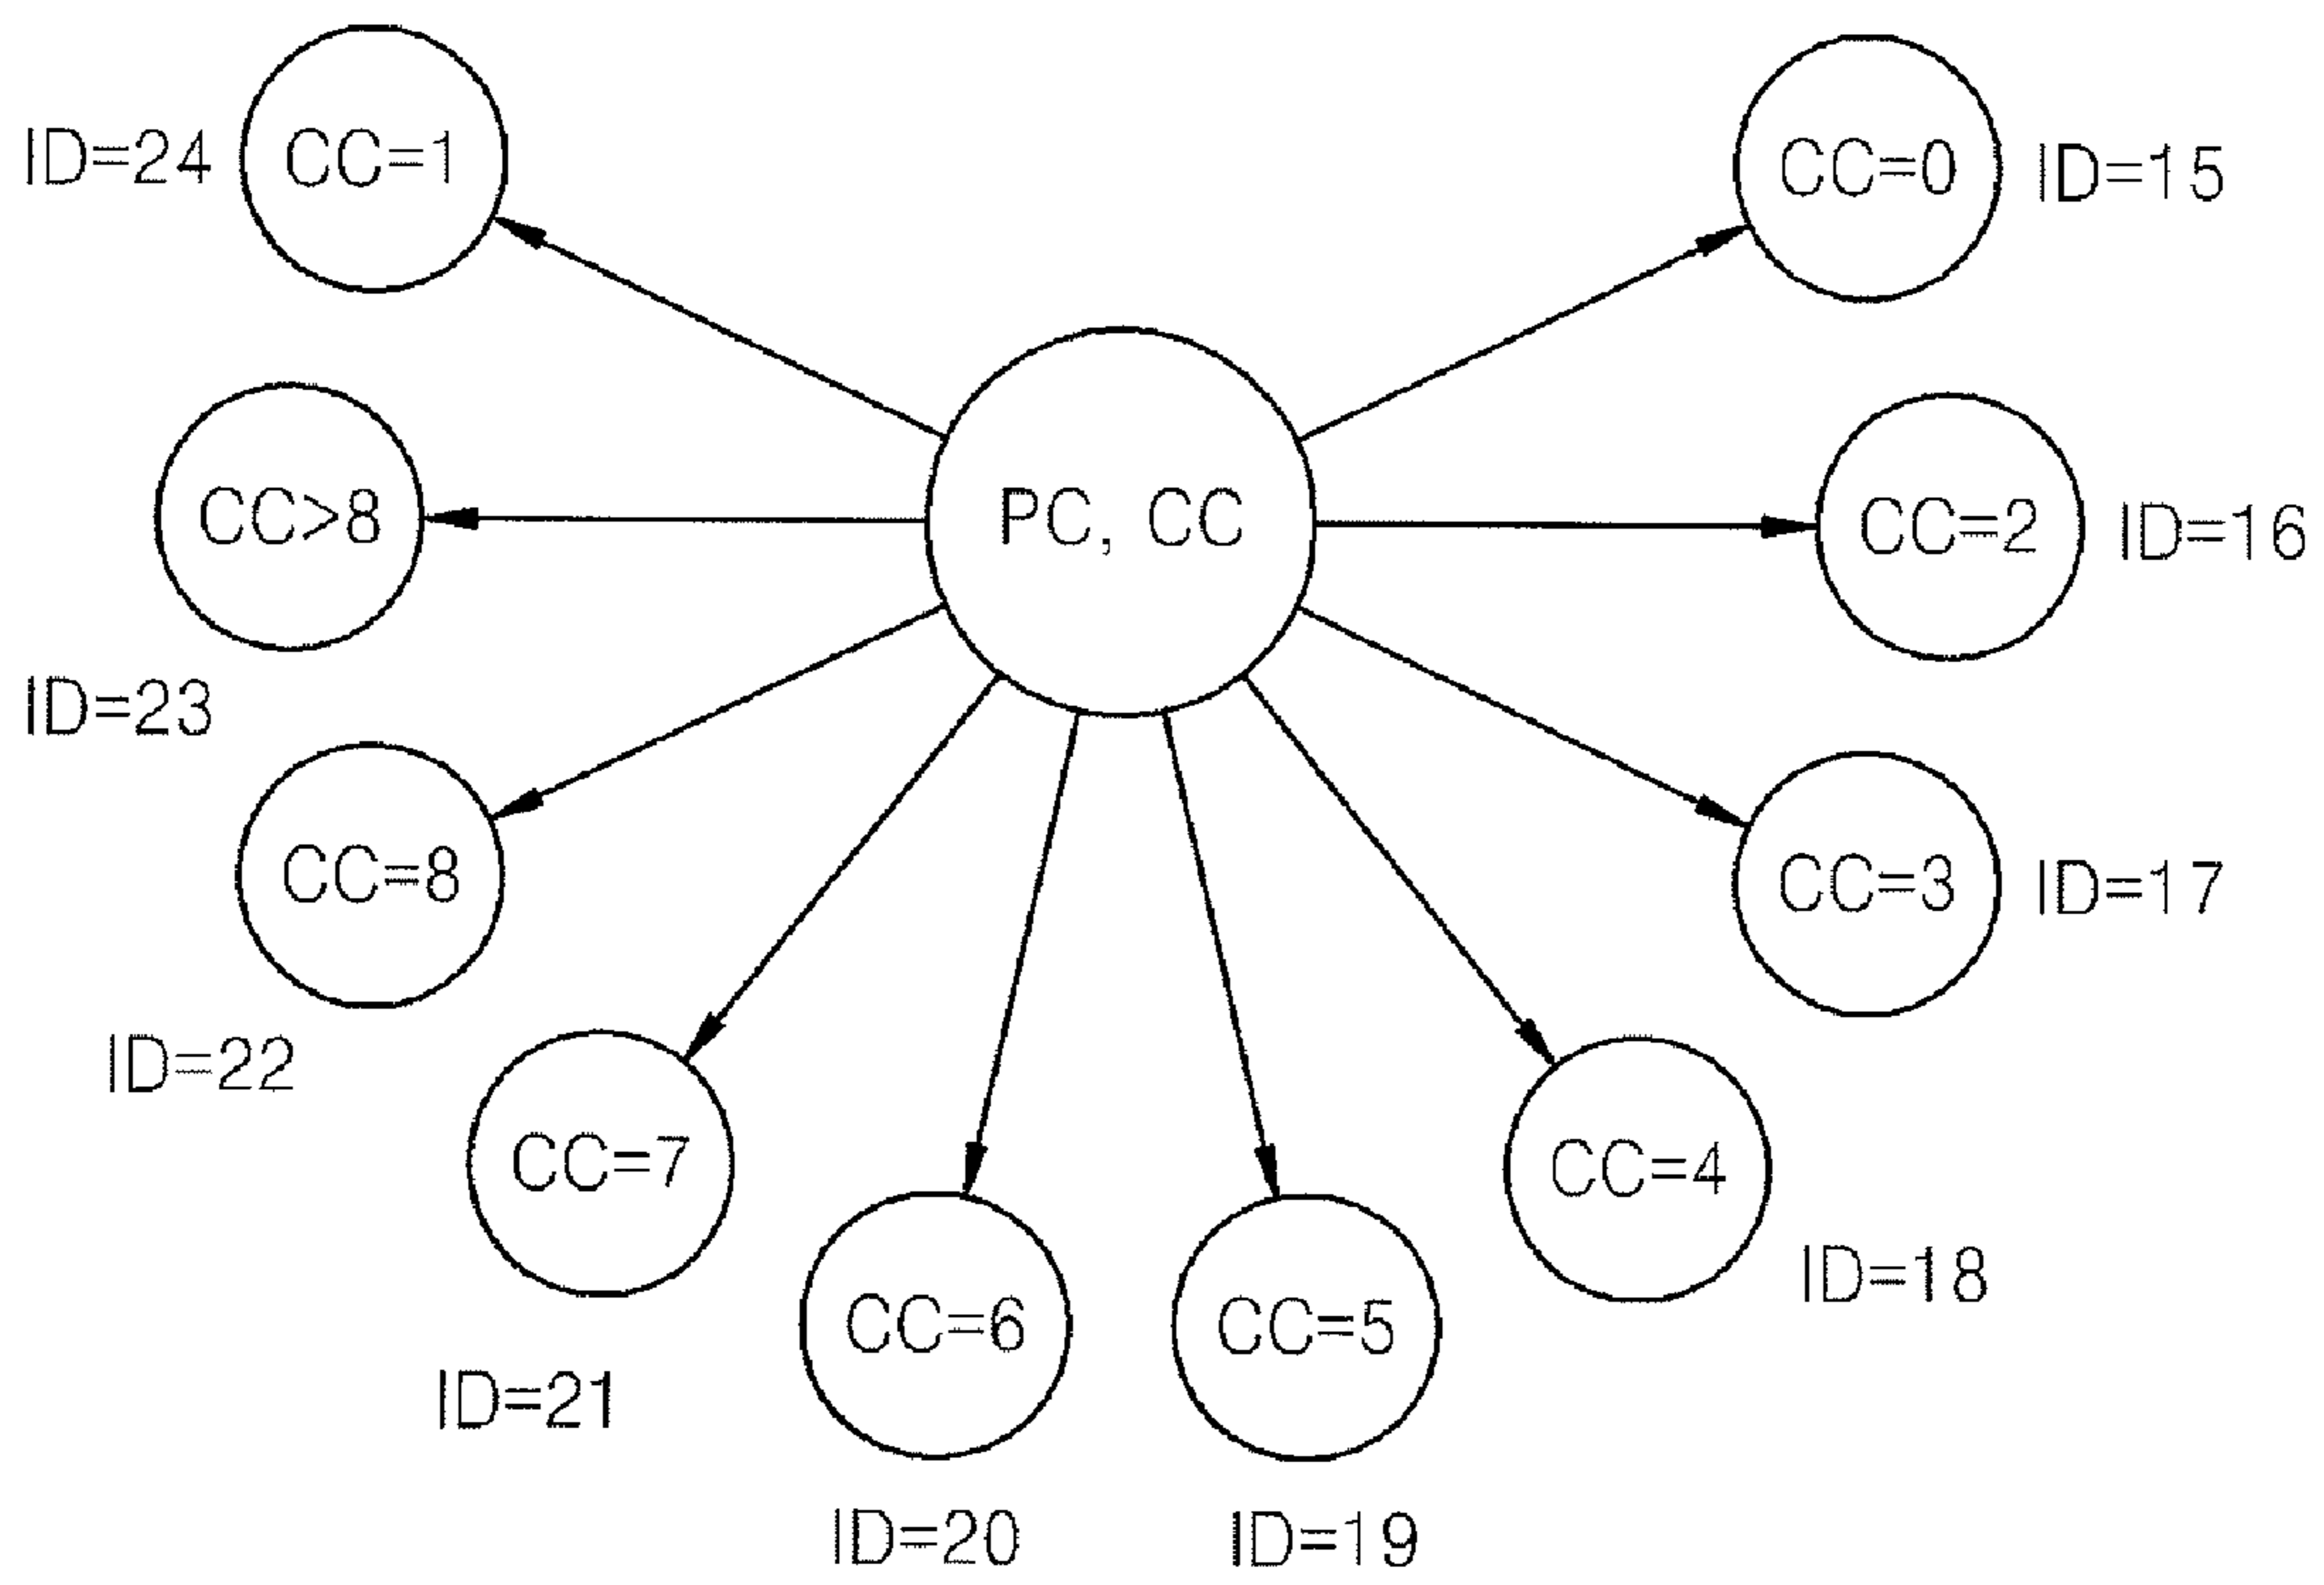 ID=24
CC=1
CC=0
ID=15
CC>8
PC, CC
CC=2
ID=16
ID=23
CC=8
CC=3
ID=17
ID=22
CC=7
CC=4
ID=18
CC=6
CC=5
ID=21
ID=20
ID=19